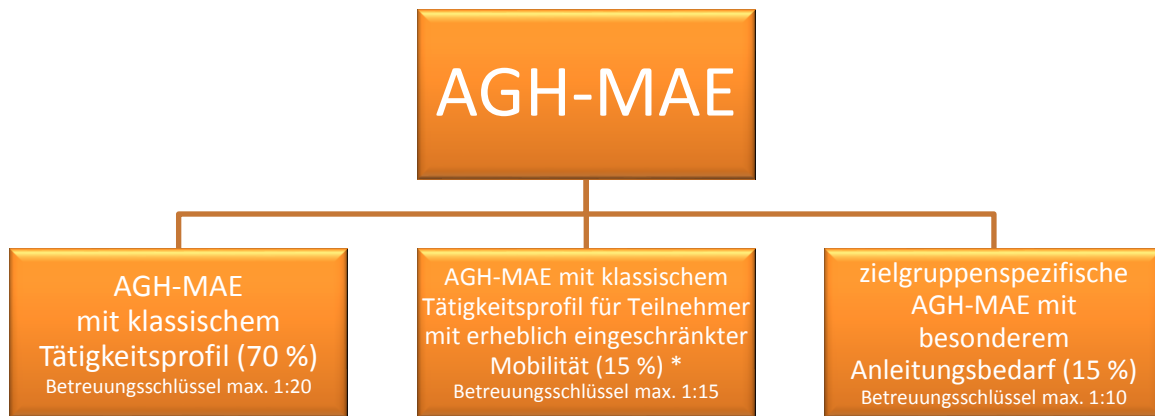 AGH-MAE
AGH-MAE
mit klassischem
Tätigkeitsprofil (70 %)
Betreuungsschlüssel max. 1:20
AGH-MAE mit klassischem
Tätigkeitsprofil für Teilnehmer
mit erheblich eingeschränkter
Mobilität (15 %) *
Betreuungsschlüssel max. 1:15
zielgruppenspezifische
AGH-MAE mit
besonderem
Anleitungsbedarf (15 %)
Betreuungsschlüssel max. 1:10